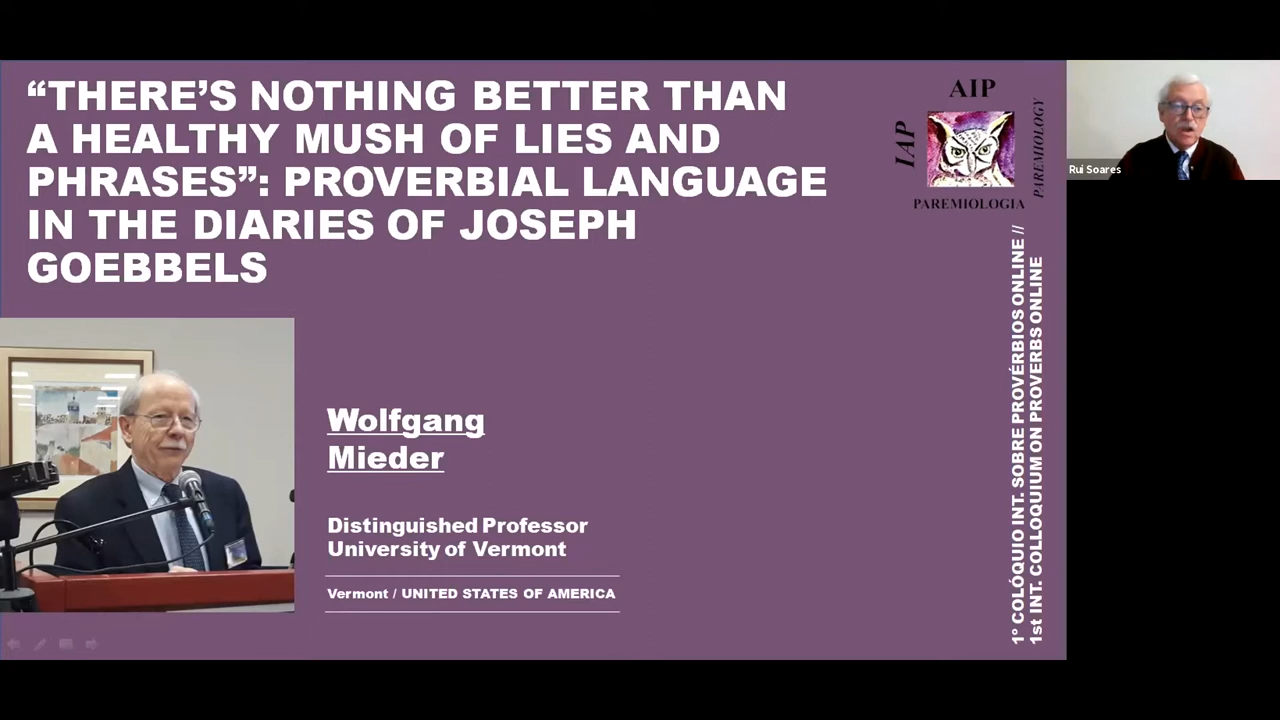 “THERE’S NOTHING BETTER THAN
A HEALTHY MUSH OF LIES AND
PHRASES”: PROVERBIAL LANGUAGE
IN THE DIARIES OF JOSEPH
GOEBBELS
Wolfgang
Mieder
Distinguished Professor
University of Vermont
Vermont / UNITED STATES OF AMERICA
AIP
IAP
PAREMIOLOGY
PAREMIOLOGIA
1º COLÓQUIO INT. SOBRE PROVÉRBIOS ONLINE //
1st INT. COLLOQUIUM ON PROVERBS ONLINE
Rui Soares